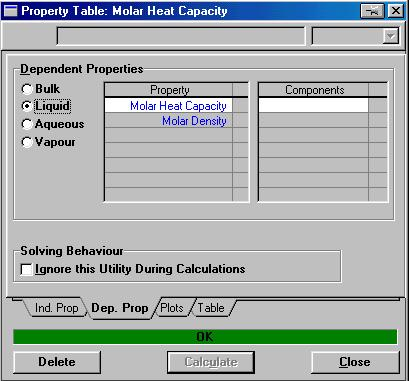 Property Table: Molar Heat Capacity
Dependent Properties
Bulk
Liquid
Aqueous
Vapour
Property
Molar Heat Capacity
Molar Density
Components
Solving Behaviour
Ignore this Utility During Calculations
Ind. Prop Dep. Prop Plots Table
OK
Delete Calculate Close